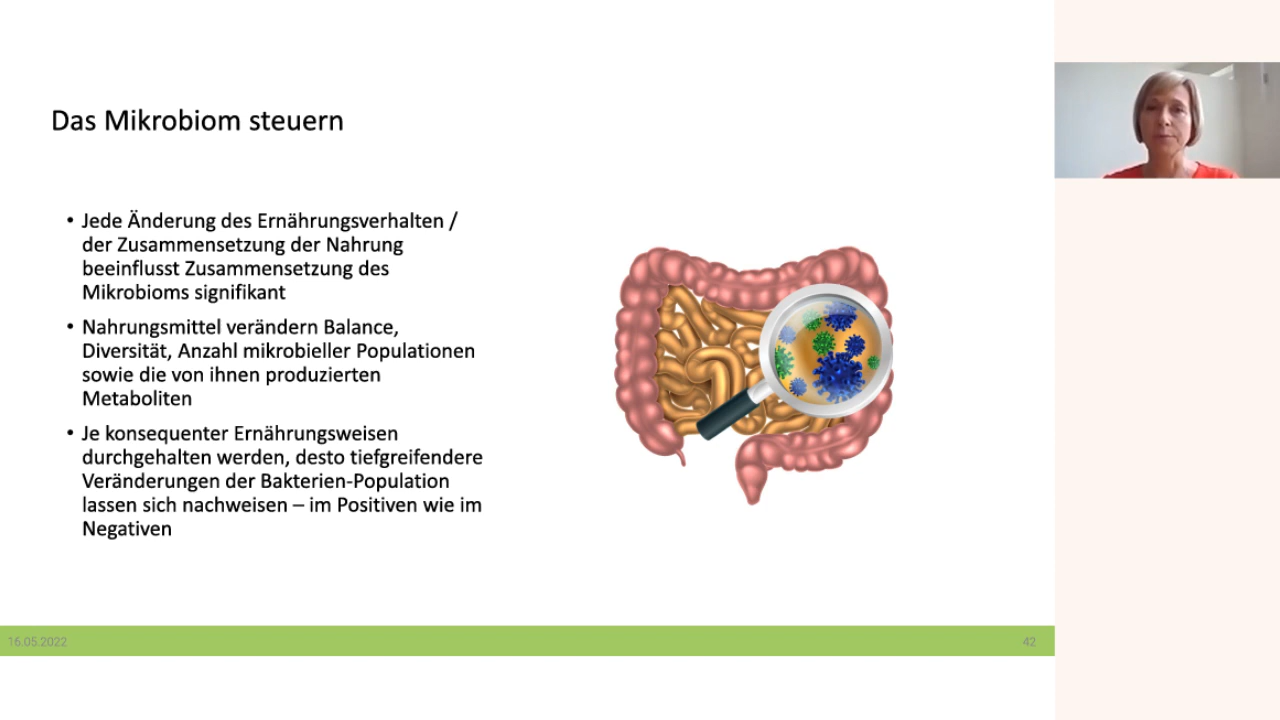 Das Mikrobiom steuern
• Jede Änderung des Ernährungsverhalten /
der Zusammensetzung der Nahrung
beeinflusst Zusammensetzung des
Mikrobioms signifikant
• Nahrungsmittel verändern Balance,
Diversität, Anzahl mikrobieller Populationen
sowie die von ihnen produzierten
Metaboliten
• Je konsequenter Ernährungsweisen
durchgehalten werden, desto tiefgreifendere
Veränderungen der Bakterien-Population
lassen sich nachweisen – im Positiven wie im
Negativen
16.05.2022
42